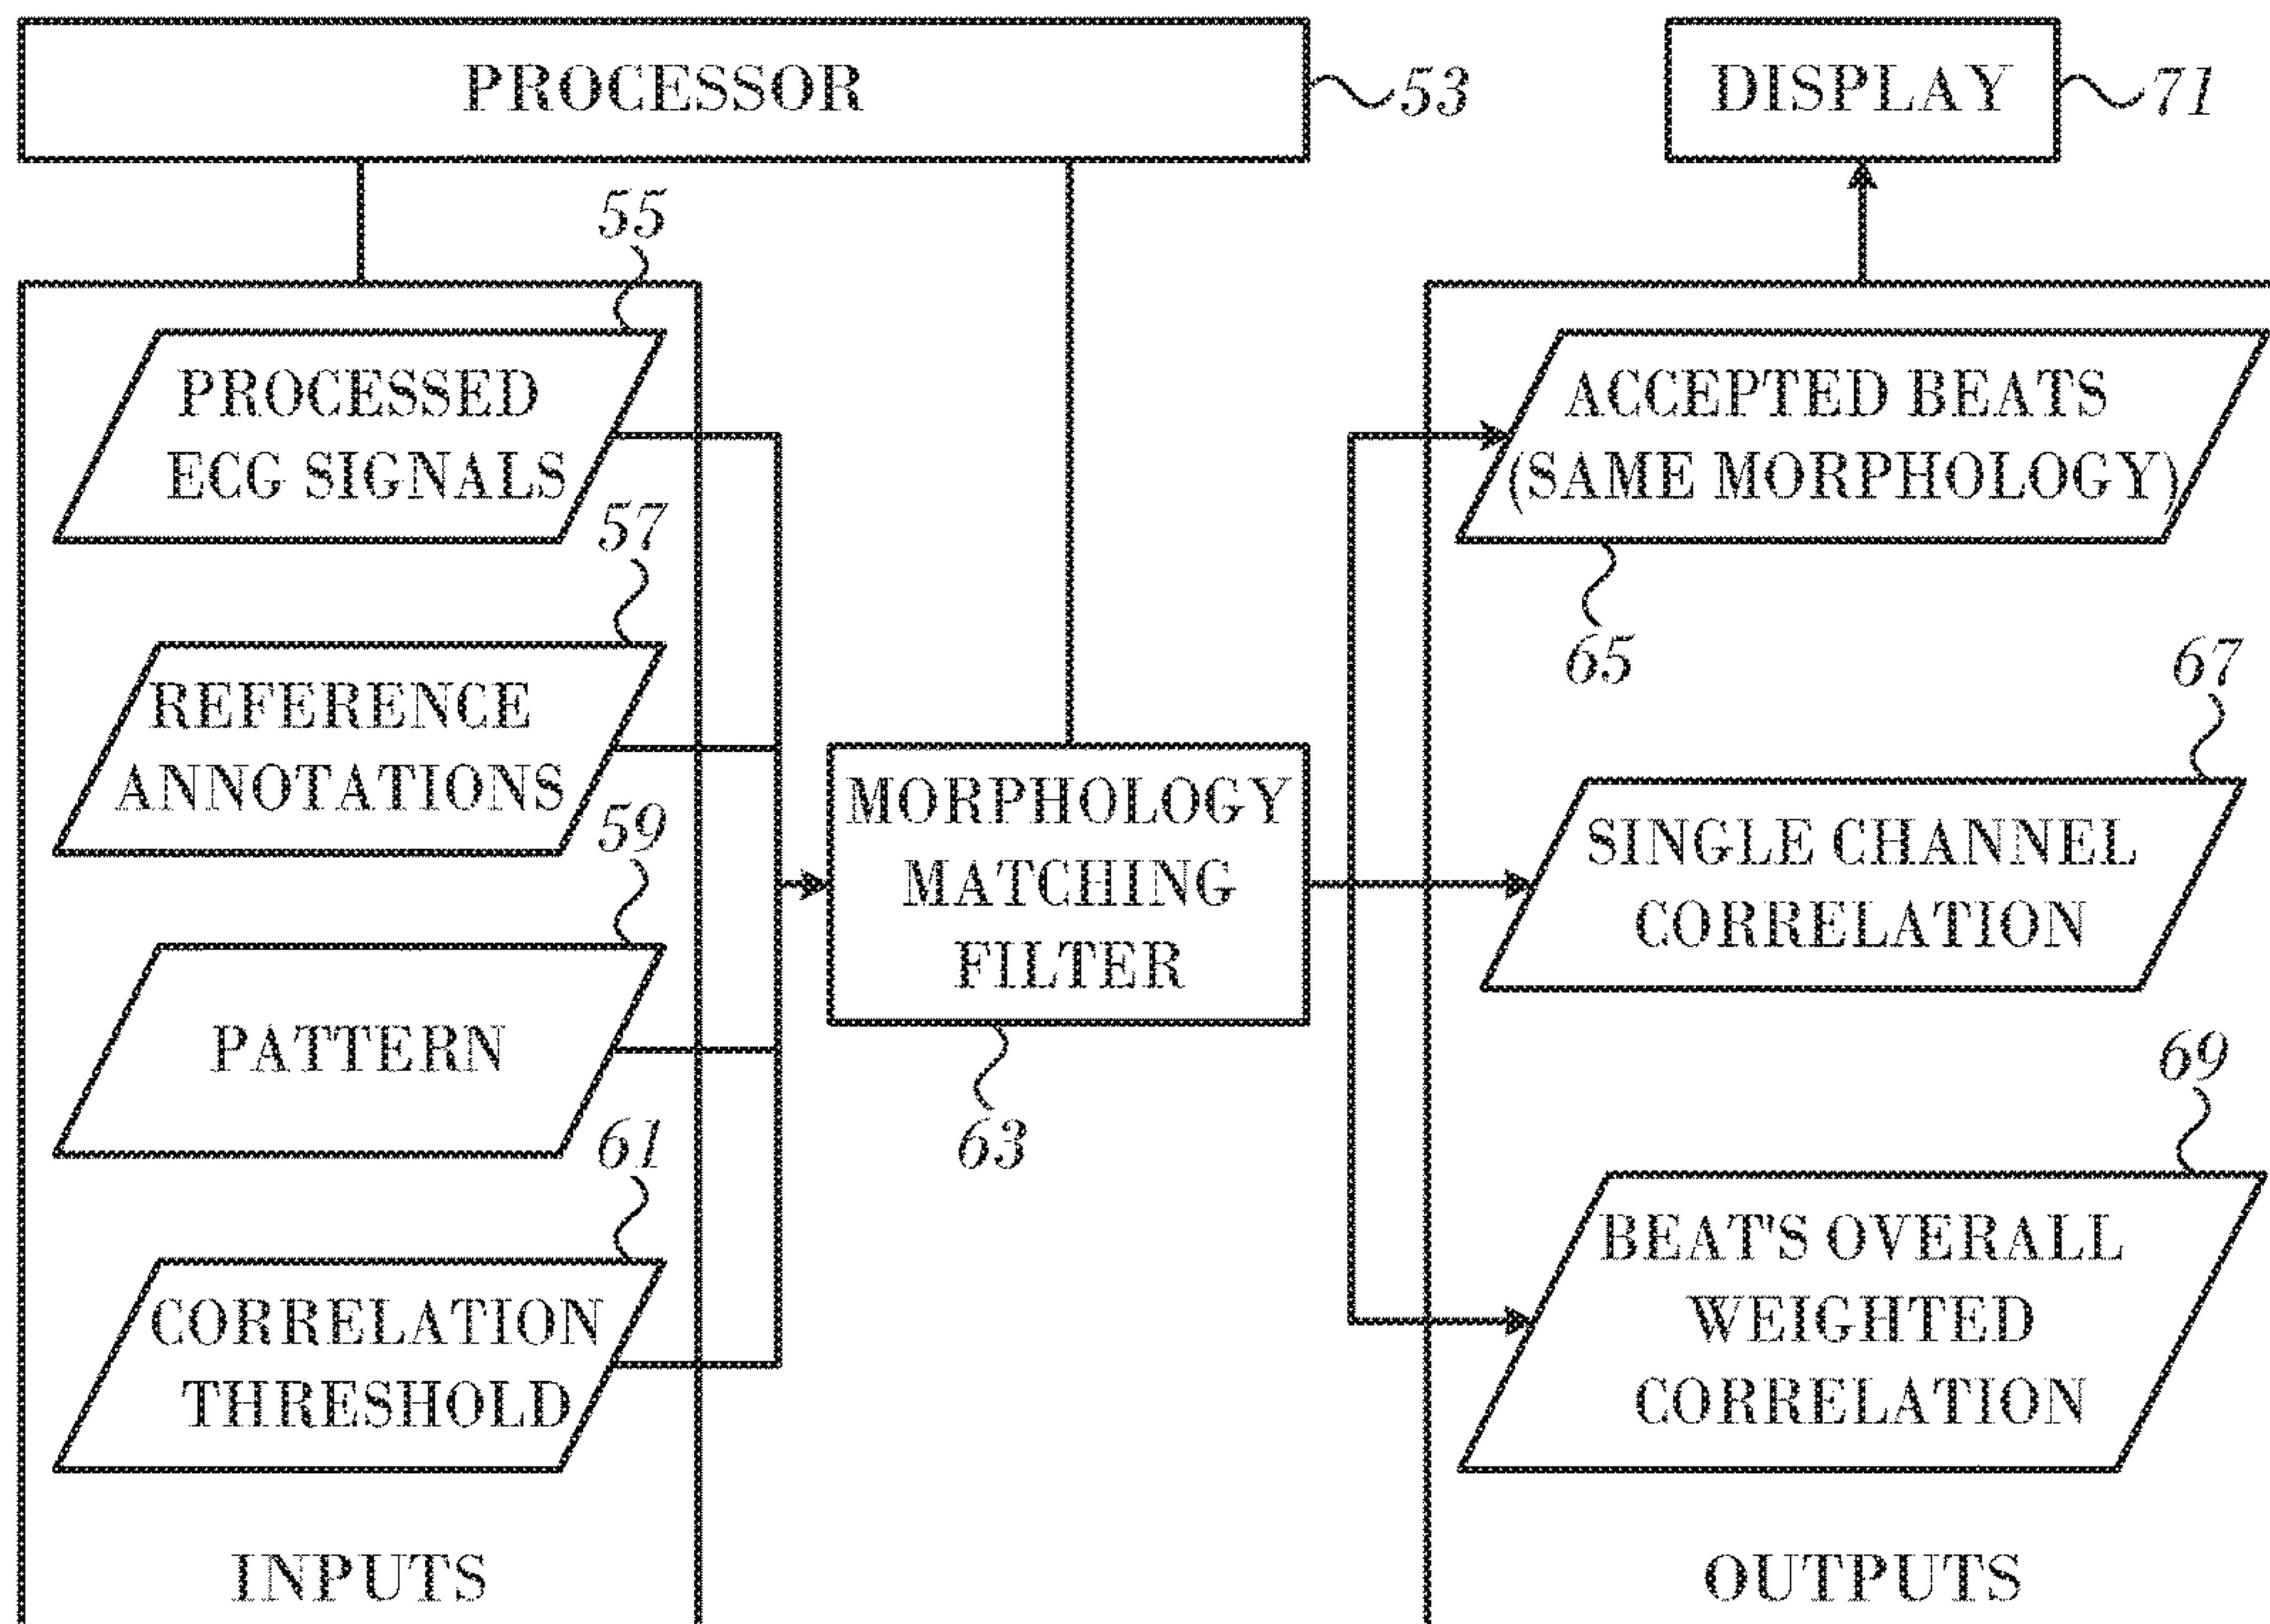 PROCESSOR
53
DISPLAY
71
55
PROCESSED
ECG SIGNALS
57
REFERENCE
ANNOTATIONS
59
PATTERN
61
CORRELATION
THRESHOLD
INPUTS
MORPHOLOGY
MATCHING
FILTER
63
ACCEPTED BEATS
(SAME MORPHOLOGY)
65
67
SINGLE CHANNEL
CORRELATION
69
BEAT'S OVERALL
WEIGHTED
CORRELATION
OUTPUTS